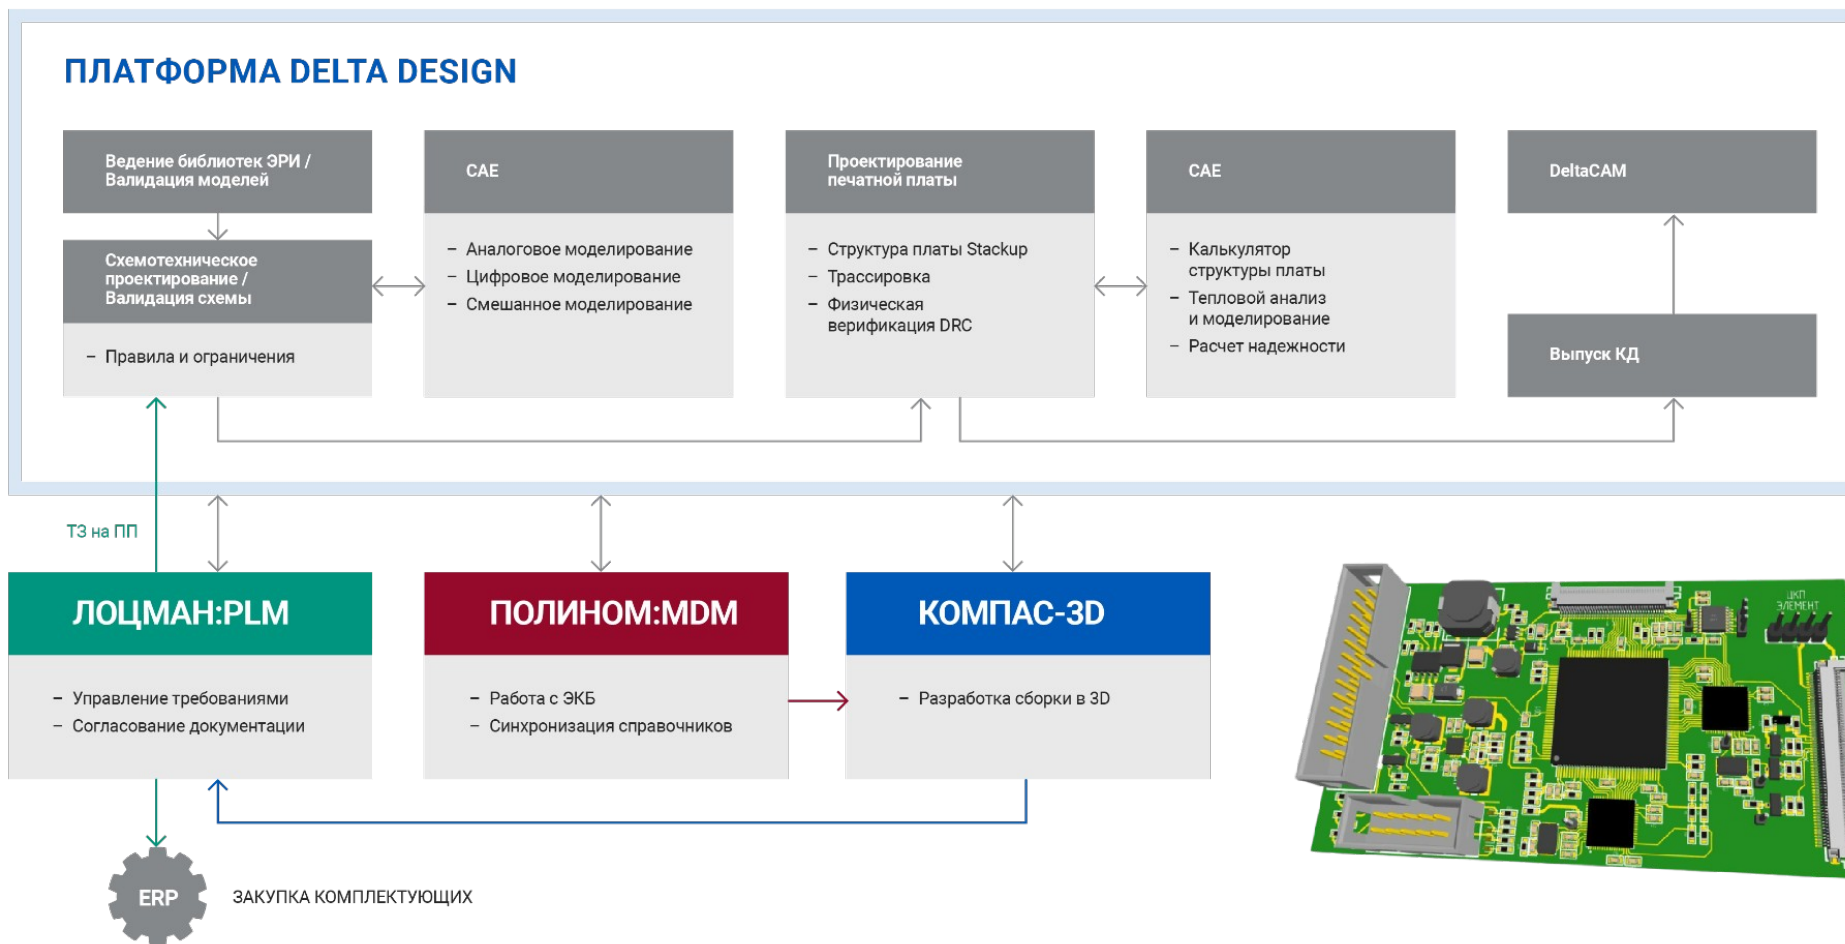 ПЛАТФОРМА DELTA DESIGN
Ведение библиотек ЭРИ /
Валидация моделей
Схемотехническое
проектирование /
Валидация схемы
– Правила и ограничения
CAE
– Аналоговое моделирование
– Цифровое моделирование
– Смешанное моделирование
Проектирование
печатной платы
– Структура платы Stackup
– Трассировка
– Физическая
верификация DRC
CAE
– Калькулятор
структуры платы
– Тепловой анализ
и моделирование
– Расчет надежности
DeltaCAM
Выпуск КД
ТЗ на ПП
ЛОЦМАН:PLM
– Управление требованиями
– Согласование документации
ПОЛИНОМ:MDM
– Работа с ЭКБ
– Синхронизация справочников
КОМПАС-3D
– Разработка сборки в 3D
ЦКП
ЭЛЕМЕНТ
ERP
ЗАКУПКА КОМПЛЕКТУЮЩИХ